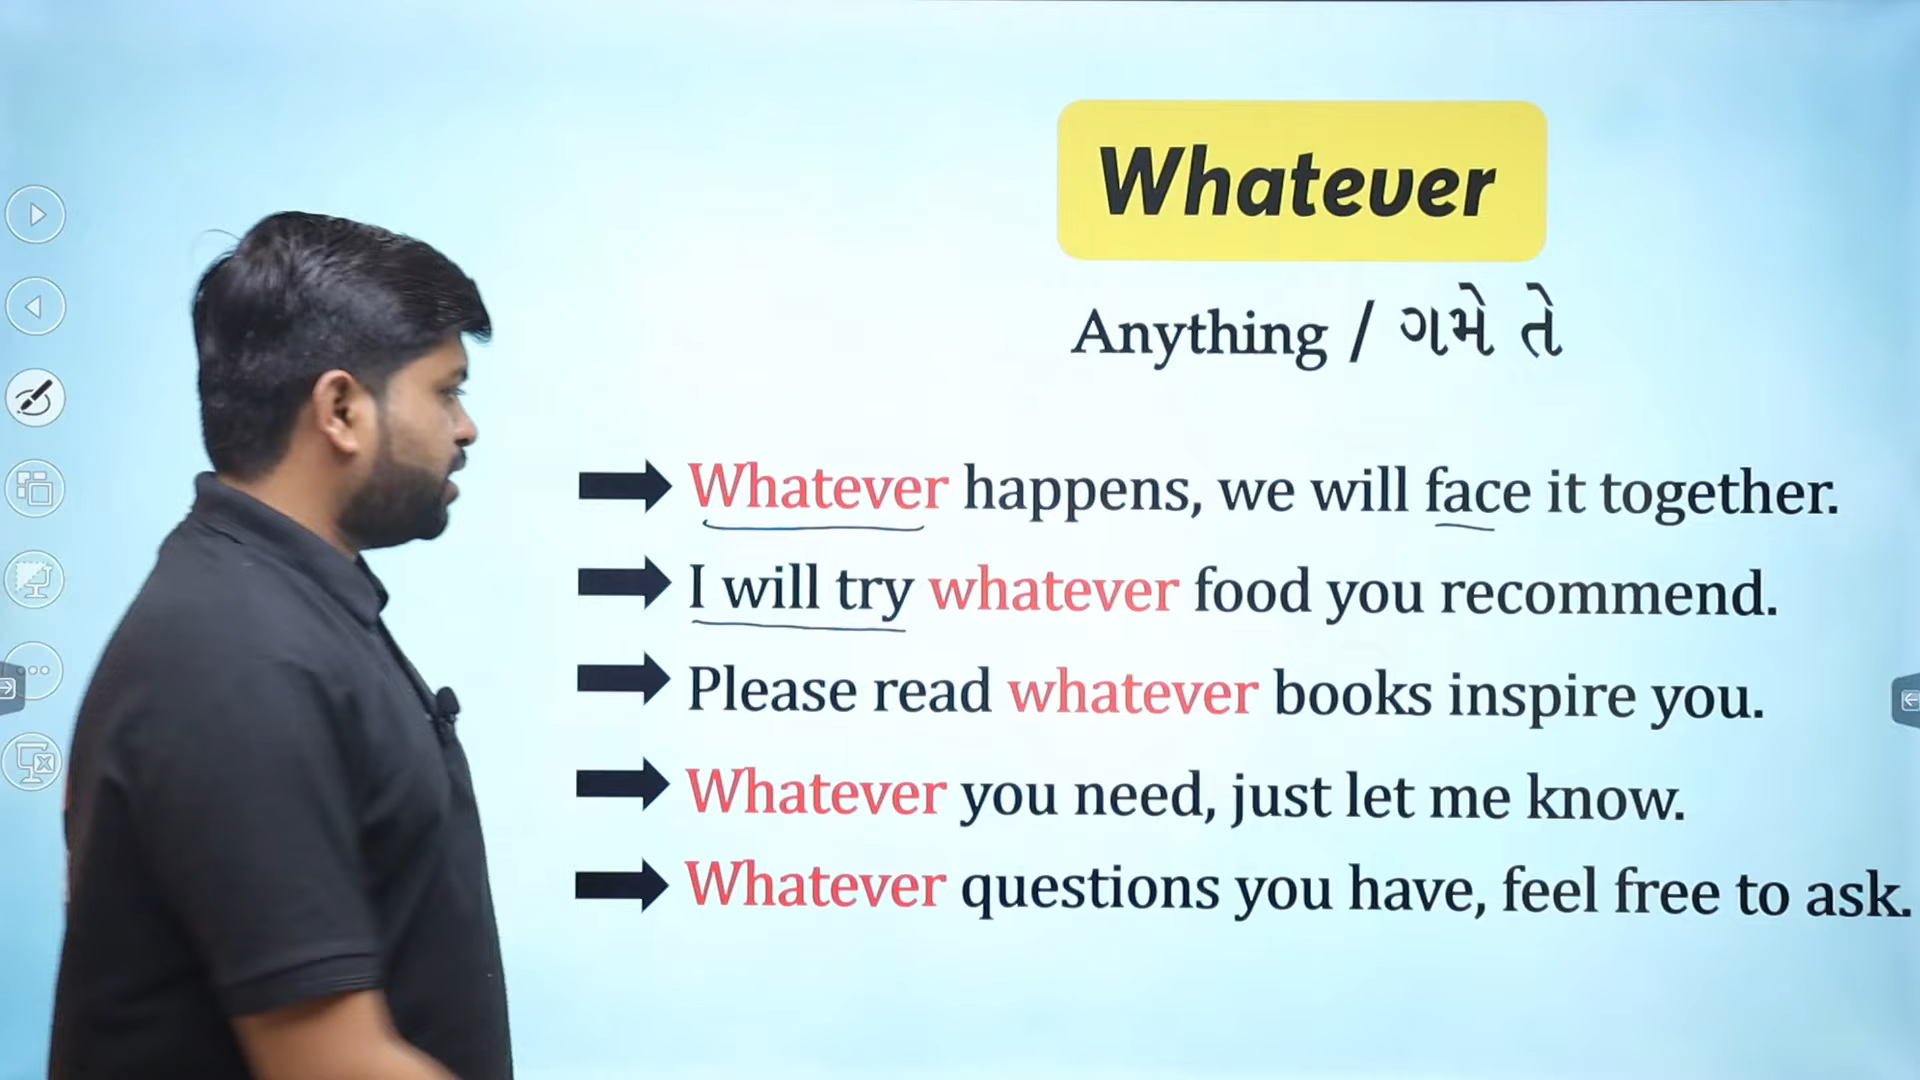 Whatever
Anything / ગમે તે
Whatever happens, we will face it together.
I will try whatever food you recommend.
Please read whatever books inspire you.
Whatever you need, just let me know.
Whatever questions you have, feel free to ask.